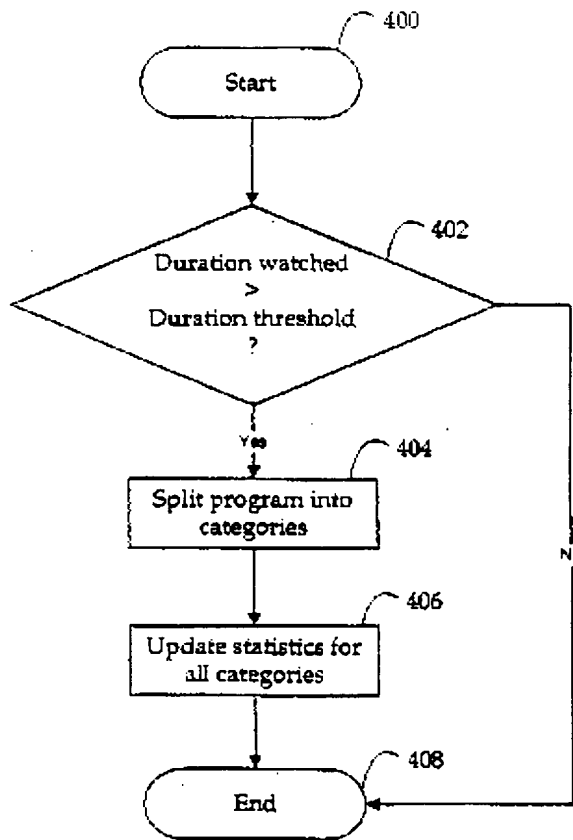 400
Start
402
Duration watched
>
Duration threshold
?
Yes
404
Split program into
categories
N
406
Update statistics for
all categories
408
End